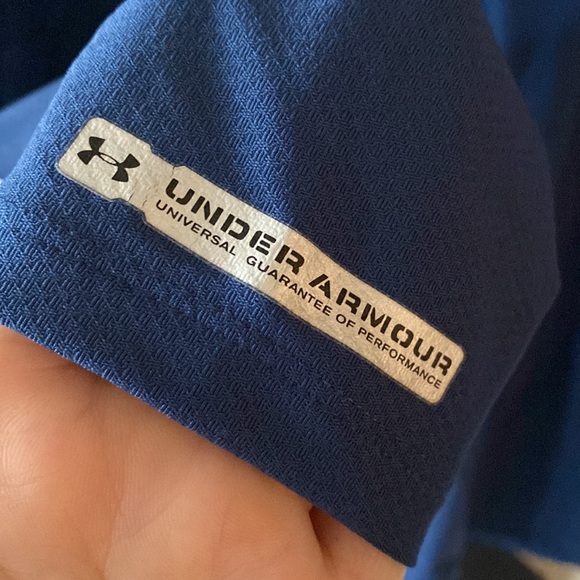 UNDER ARMOUR
UNIVERSAL GUARANTEE OF PERFORMANCE